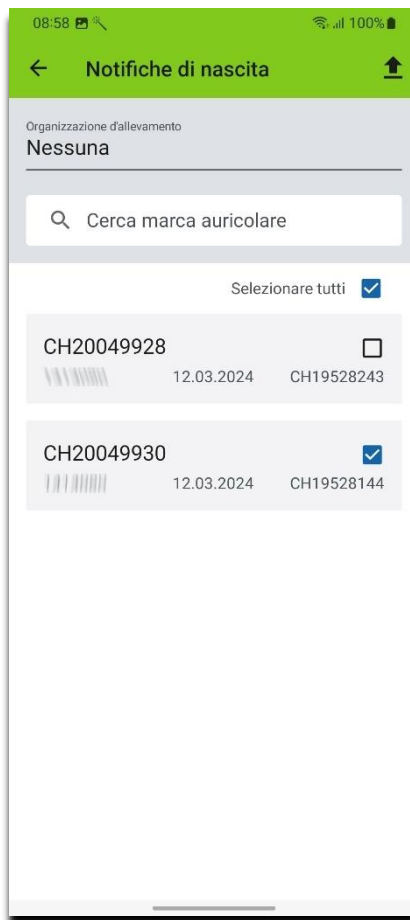 08:58 100%
Notifiche di nascita
Organizzazione d'allevamento
Nessuna
Cerca marca auricolare
Selezionare tutti
CH20049928
12.03.2024 CH19528243
CH20049930
12.03.2024 CH19528144